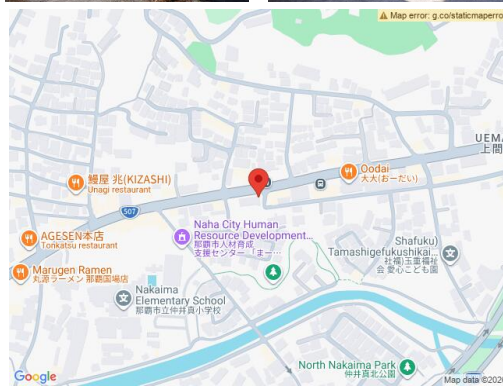 Map error: g.co/staticmaperro
UEMA
上間
Oodai
大大(おーだい)
鰻屋 兆(KIZASHI)
Unagi restaurant
507
Naha City Human
Resource Development...
那覇市人材育成
支援センター「まー...
AGESEN本店
Tonkatsu restaurant
Shafuku)
Tamashigefukushikai...
社福)玉重福祉
会 愛心こども園
Marugen Ramen
丸源ラーメン 那覇国場店
Nakaima
Elementary School
那覇市立仲井真小学校
North Nakaima Park
仲井真北公園
Google
Map data ©202